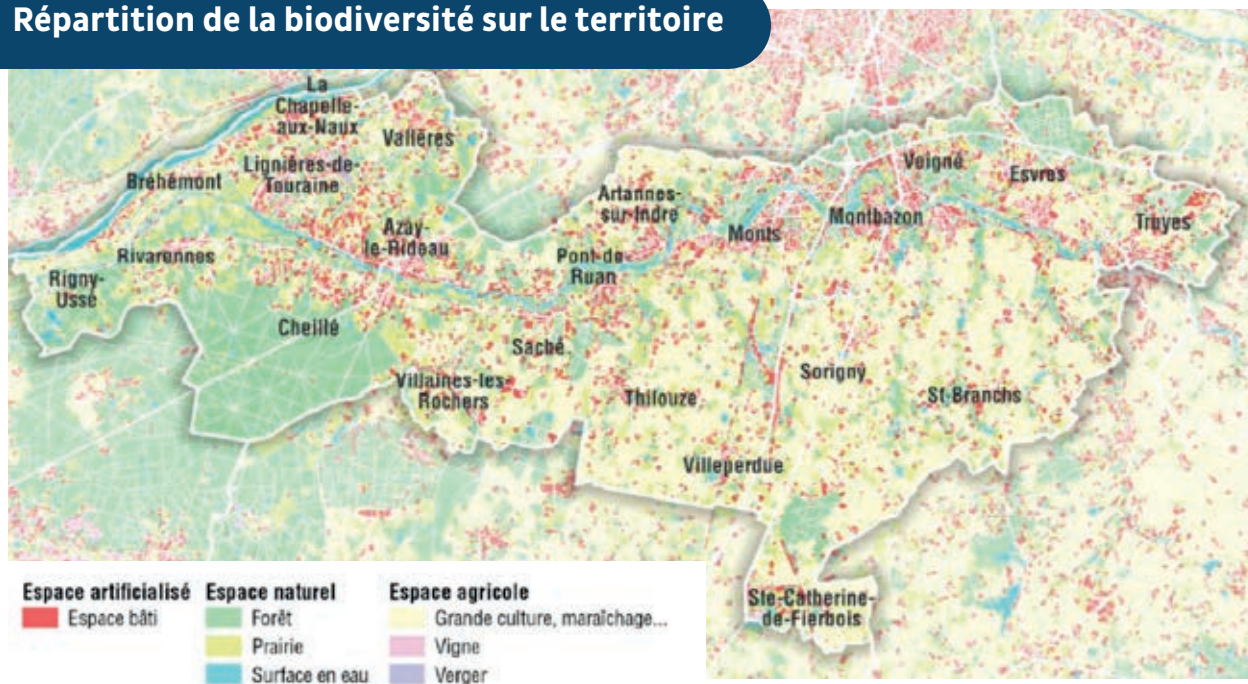 Répartition de la biodiversité sur le territoire
La
Chapelle-
aux-Naux
Vallères
Lignières-de-
Touraine
Bréhémont
Azay-
le-Rideau
Rivarennes
Rigny-
Ussé
Cheillé
Artannes-
sur-Indre
Pont-de
Ruan
Monts
Montbazon
Veigné
Esvres
Truyes
Saché
Villaines-les-
Rochers
Thilouze
Sorigny
St-Branchs
Villeperdue
Ste-Catherine-
de-Fierbois
Espace artificialisé
Espace bâti
Espace naturel
Forêt
Prairie
Surface en eau
Espace agricole
Grande culture, maraîchage...
Vigne
Verger